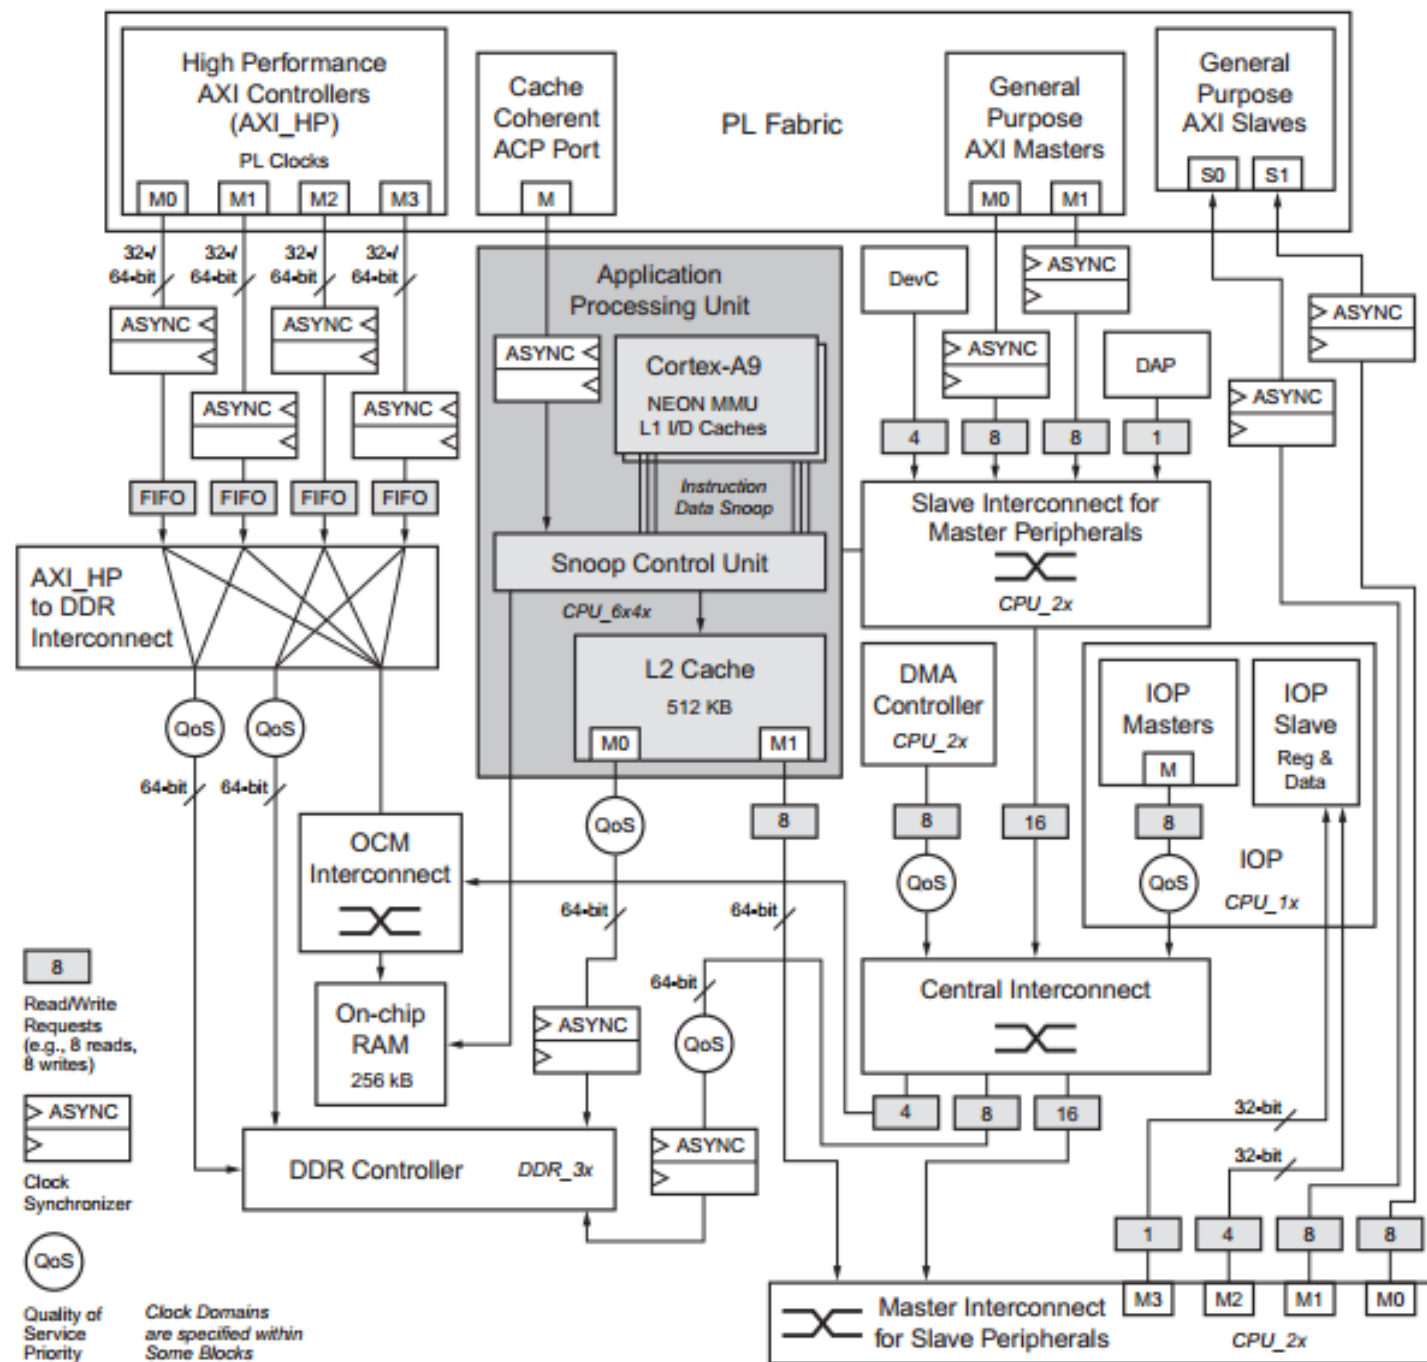 High Performance
AXI Controllers
(AXI_HP)
PL Clocks
M0
M1
M2
M3
Cache
Coherent
ACP Port
M
PL Fabric
General
Purpose
AXI Masters
M0
M1
General
Purpose
AXI Slaves
S0
S1
32-/
64-bit
32-/
64-bit
32-/
64-bit
32-/
64-bit
ASYNC
ASYNC
ASYNC
ASYNC
FIFO
FIFO
FIFO
FIFO
AXI_HP
to DDR
Interconnect
Application
Processing Unit
ASYNC
Cortex-A9
NEON MMU
L1 I/D Caches
Instruction
Data Snoop
Snoop Control Unit
CPU_6x4x
L2 Cache
512 KB
M0
M1
DevC
ASYNC
ASYNC
DAP
ASYNC
ASYNC
4
8
8
1
Slave Interconnect for
Master Peripherals
CPU_2x
DMA
Controller
CPU_2x
IOP
Masters
M
IOP
Slave
Reg &
Data
IOP
CPU_1x
QoS
QoS
64-bit
64-bit
QoS
8
8
16
8
QoS
QoS
OCM
Interconnect
64-bit
64-bit
On-chip
RAM
256 kB
ASYNC
64-bit
QoS
ASYNC
Central Interconnect
4
8
16
DDR Controller
DDR_3x
32-bit
32-bit
1
4
8
8
M3
M2
M1
M0
Master Interconnect
for Slave Peripherals
CPU_2x
8
Read/Write
Requests
(e.g., 8 reads,
8 writes)
ASYNC
Clock
Synchronizer
QoS
Quality of
Service
Priority
Clock Domains
are specified within
Some Blocks